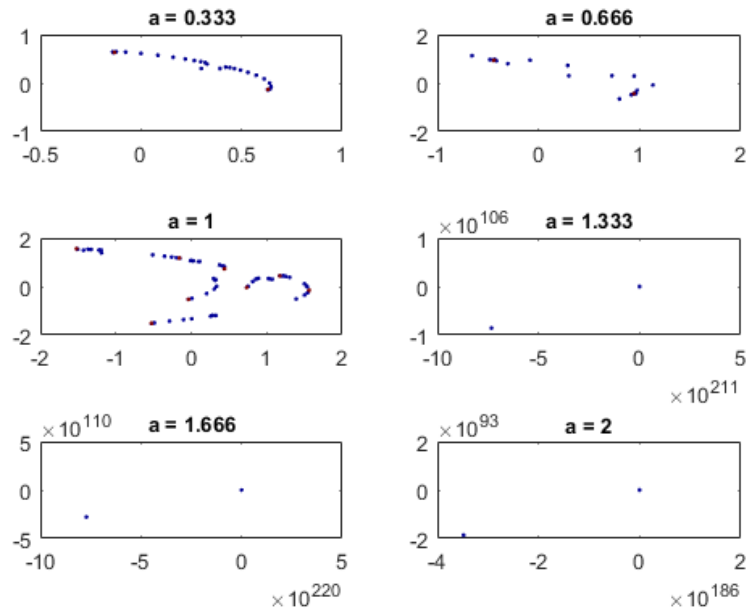 a = 0.333
1
0
-1
-0.5 0 0.5 1
a = 0.666
2
0
-2
-1 0 1 2
a = 1
2
0
-2
-2 -1 0 1 2
× 10^106 a = 1.333
1
0
-1
-10 -5 0 5
× 10^211
× 10^110 a = 1.666
5
0
-5
-10 -5 0 5
× 10^220
× 10^93 a = 2
2
0
-2
-4 -2 0 2
× 10^186